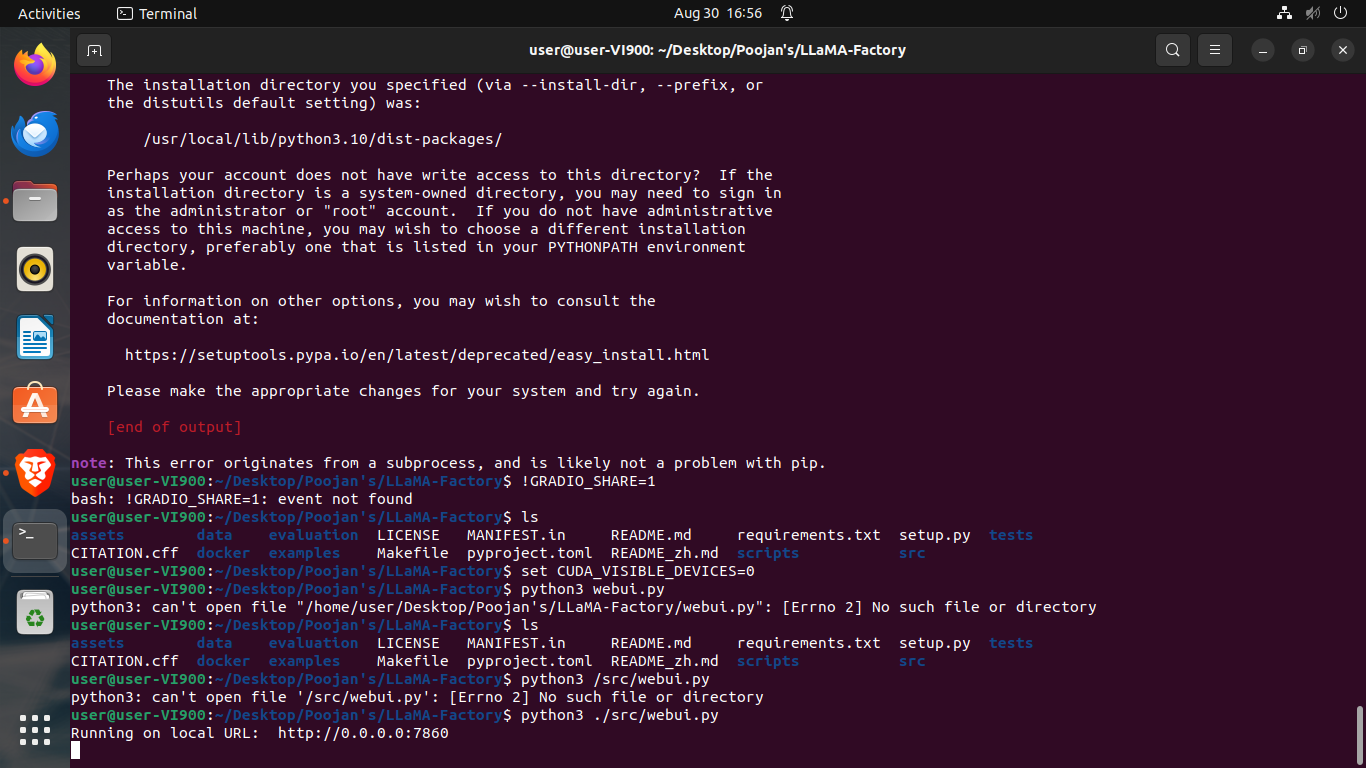 Activities
Terminal
Aug 30 16:56
user@user-VI900: ~/Desktop/Poojan's/LLaMA-Factory
The installation directory you specified (via --install-dir, --prefix, or
the distutils default setting) was:
/usr/local/lib/python3.10/dist-packages/
Perhaps your account does not have write access to this directory?  If the
installation directory is a system-owned directory, you may need to sign in
as the administrator or "root" account.  If you do not have administrative
access to this machine, you may wish to choose a different installation
directory, preferably one that is listed in your PYTHONPATH environment
variable.
For information on other options, you may wish to consult the
documentation at:
https://setuptools.pypa.io/en/latest/deprecated/easy_install.html
Please make the appropriate changes for your system and try again.
[end of output]
note: This error originates from a subprocess, and is likely not a problem with pip.
user@user-VI900:~/Desktop/Poojan's/LLaMA-Factory$ !GRADIO_SHARE=1
bash: !GRADIO_SHARE=1: event not found
user@user-VI900:~/Desktop/Poojan's/LLaMA-Factory$ ls
assets        data    evaluation  LICENSE   MANIFEST.in     README.md     requirements.txt  setup.py  tests
CITATION.cff  docker  examples    Makefile  pyproject.toml  README_zh.md  scripts           src
user@user-VI900:~/Desktop/Poojan's/LLaMA-Factory$ set CUDA_VISIBLE_DEVICES=0
user@user-VI900:~/Desktop/Poojan's/LLaMA-Factory$ python3 webui.py
python3: can't open file "/home/user/Desktop/Poojan's/LLaMA-Factory/webui.py": [Errno 2] No such file or directory
user@user-VI900:~/Desktop/Poojan's/LLaMA-Factory$ ls
assets        data    evaluation  LICENSE   MANIFEST.in     README.md     requirements.txt  setup.py  tests
CITATION.cff  docker  examples    Makefile  pyproject.toml  README_zh.md  scripts           src
user@user-VI900:~/Desktop/Poojan's/LLaMA-Factory$ python3 /src/webui.py
python3: can't open file '/src/webui.py': [Errno 2] No such file or directory
user@user-VI900:~/Desktop/Poojan's/LLaMA-Factory$ python3 ./src/webui.py
Running on local URL:  http://0.0.0.0:7860